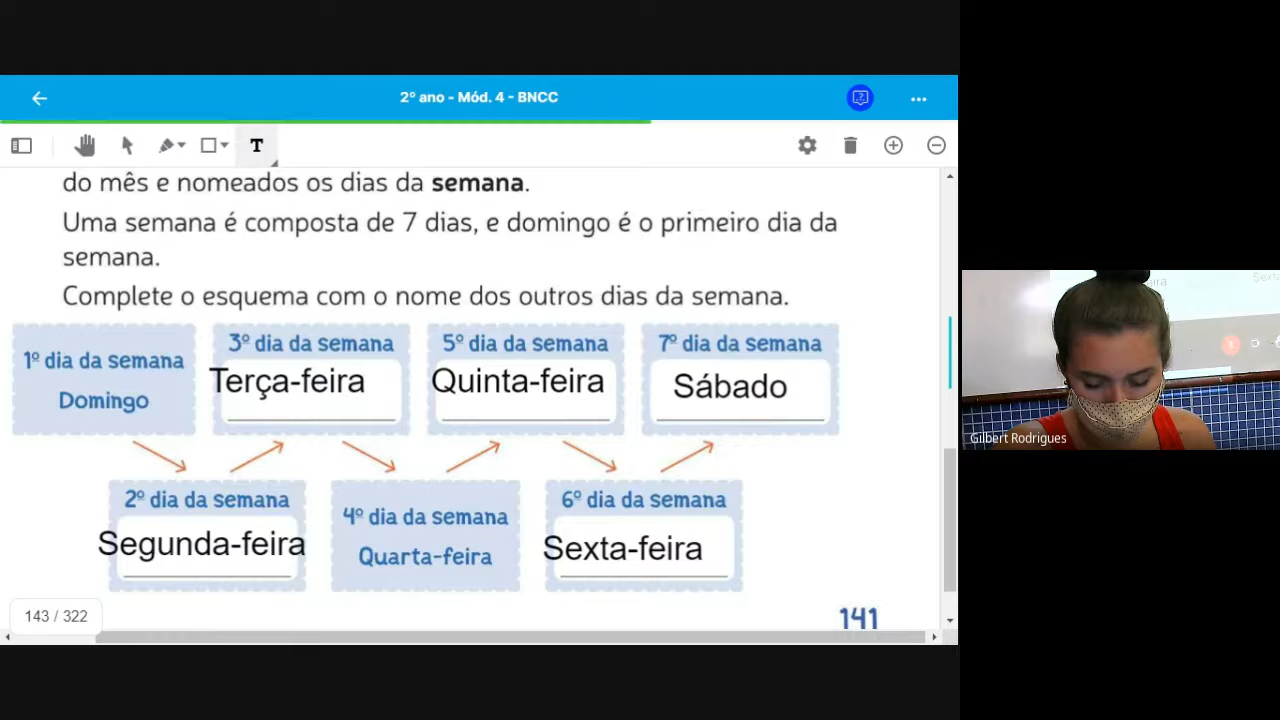 2º ano - Mód. 4 - BNCC
T
do mês e nomeados os dias da semana.
Uma semana é composta de 7 dias, e domingo é o primeiro dia da
semana.
Complete o esquema com o nome dos outros dias da semana.
1º dia da semana
Domingo
3º dia da semana
Terça-feira
5º dia da semana
Quinta-feira
7º dia da semana
Sábado
2º dia da semana
Segunda-feira
4º dia da semana
Quarta-feira
6º dia da semana
Sexta-feira
143 / 322
141
Gilbert Rodrigues